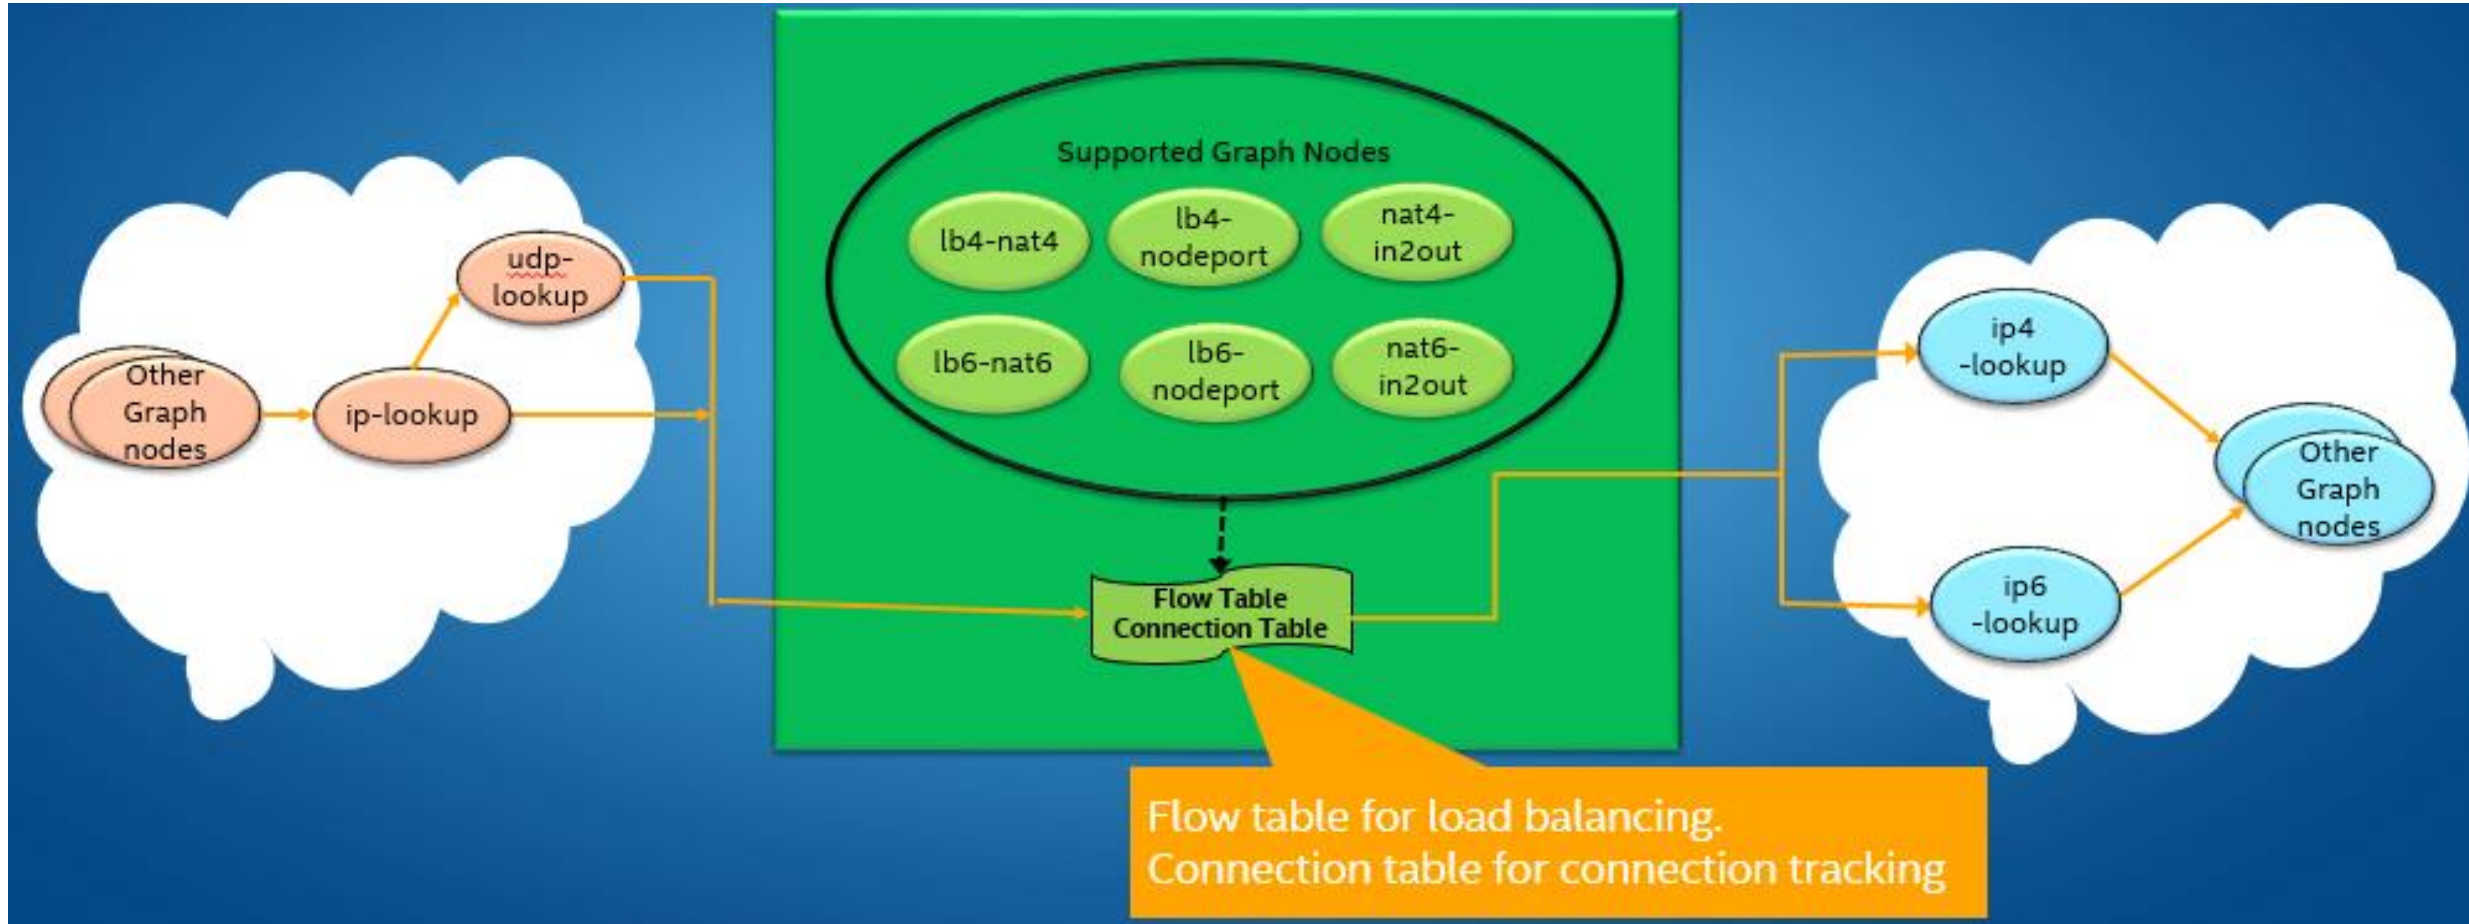 Supported Graph Nodes
lb4-nat4
lb4-
nodeport
nat4-
in2out
lb6-nat6
lb6-
nodeport
nat6-
in2out
udp-
lookup
Other
Graph
nodes
ip-lookup
ip4
-lookup
Other
Graph
nodes
ip6
-lookup
Flow Table
Connection Table
Flow table for load balancing.
Connection table for connection tracking